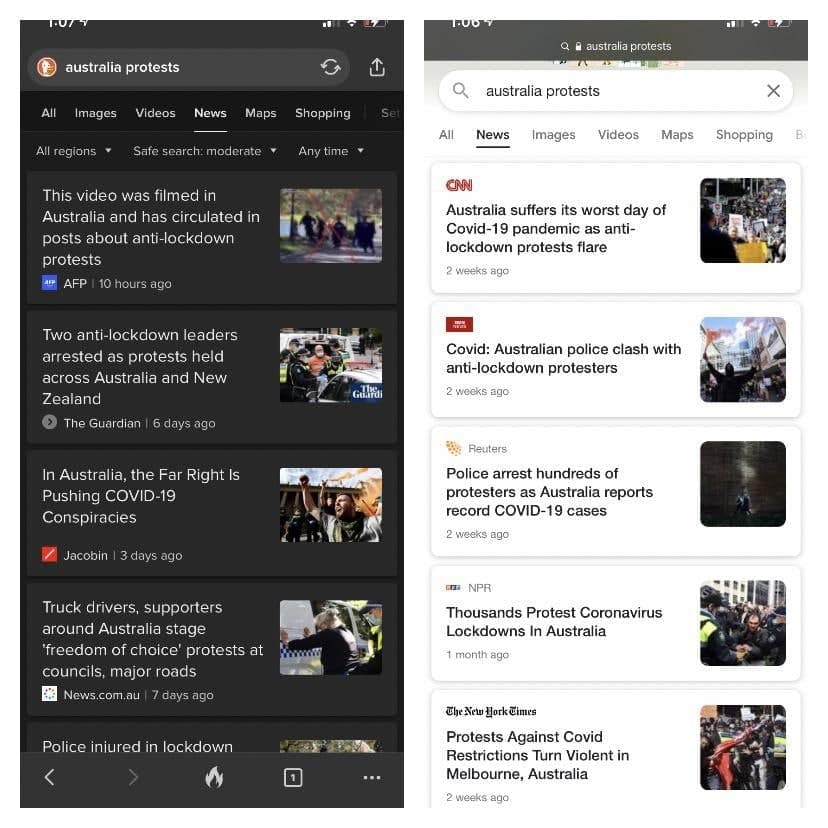 1:07
australia protests
All Images Videos News Maps Shopping Set
All regions Safe search: moderate Any time
This video was filmed in
Australia and has circulated in
posts about anti-lockdown
protests
AFP AFP | 10 hours ago
Two anti-lockdown leaders
arrested as protests held
across Australia and New
Zealand
The Guardian | 6 days ago
The
Guardi
In Australia, the Far Right Is
Pushing COVID-19
Conspiracies
Jacobin | 3 days ago
Truck drivers, supporters
around Australia stage
'freedom of choice' protests at
councils, major roads
News.com.au | 7 days ago
Police injured in lockdown
1
1:06
australia protests
australia protests
All News Images Videos Maps Shopping B
CNN
Australia suffers its worst day of
Covid-19 pandemic as anti-
lockdown protests flare
2 weeks ago
BBC
NEWS
Covid: Australian police clash with
anti-lockdown protesters
2 weeks ago
Reuters
Police arrest hundreds of
protesters as Australia reports
record COVID-19 cases
2 weeks ago
NPR
Thousands Protest Coronavirus
Lockdowns In Australia
1 month ago
The New York Times
Protests Against Covid
Restrictions Turn Violent in
Melbourne, Australia
2 weeks ago